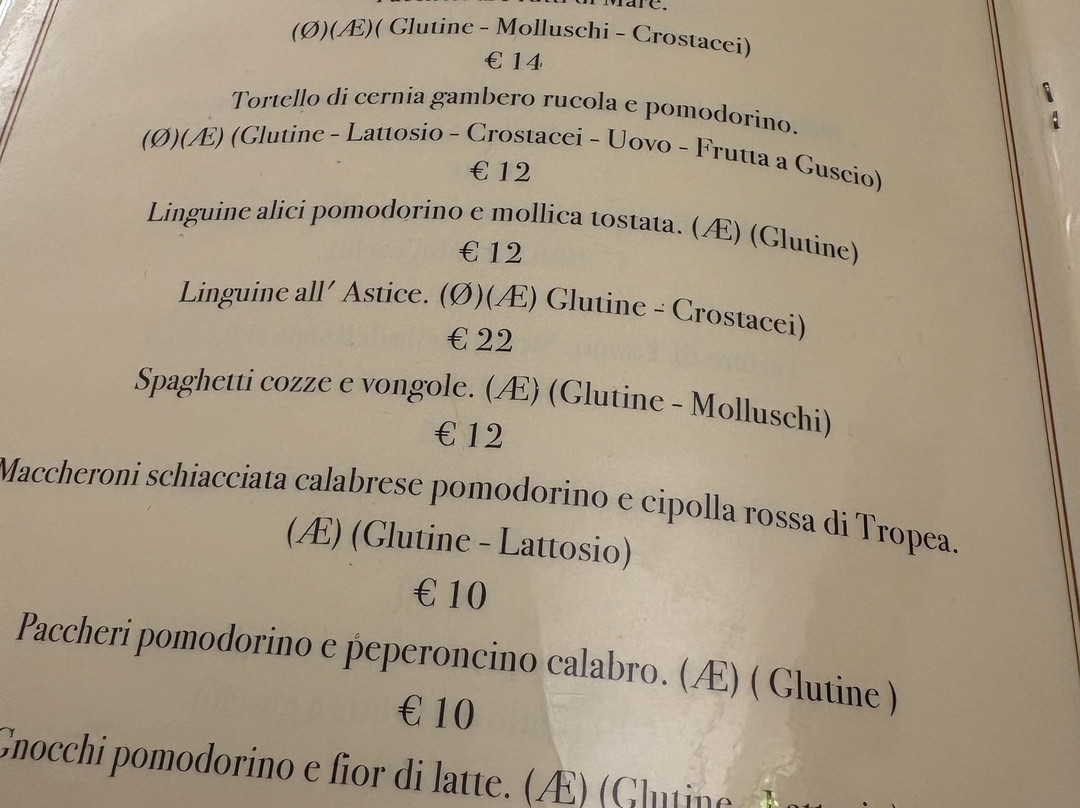 di Mare.
(Ø)(Æ)( Glutine - Molluschi - Crostacei)
€ 14
Tortello di cernia gambero rucola e pomodorino.
(Ø)(Æ) (Glutine - Lattosio - Crostacei - Uovo - Frutta a Guscio)
€ 12
Linguine alici pomodorino e mollica tostata. (Æ) (Glutine)
€ 12
Linguine all' Astice. (Ø)(Æ) Glutine - Crostacei)
€ 22
Spaghetti cozze e vongole. (Æ) (Glutine - Molluschi)
€ 12
Maccheroni schiacciata calabrese pomodorino e cipolla rossa di Tropea.
(Æ) (Glutine - Lattosio)
€ 10
Paccheri pomodorino e peperoncino calabro. (Æ) ( Glutine )
€ 10
Gnocchi pomodorino e fior di latte. (Æ) (Glutine